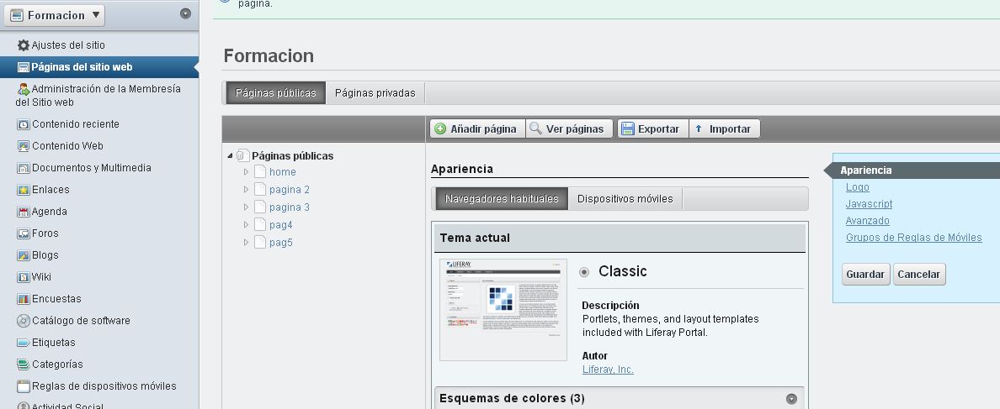 pagina.
Formacion
Ajustes del sitio
Páginas del sitio web
Administración de la Membresía
del Sitio web
Contenido reciente
Contenido Web
Documentos y Multimedia
Enlaces
Agenda
Foros
Blogs
Wiki
Encuestas
Catálogo de software
Etiquetas
Categorías
Reglas de dispositivos móviles
Actividad Social
Formacion
Páginas públicas
Páginas privadas
Añadir página
Ver páginas
Exportar
Importar
Páginas públicas
home
pagina 2
pagina 3
pag4
pag5
Apariencia
Navegadores habituales
Dispositivos móviles
Tema actual
LIFERAY
Classic
Descripción
Portlets, themes, and layout templates
included with Liferay Portal.
Autor
Liferay, Inc.
Esquemas de colores (3)
Apariencia
Logo
Javascript
Avanzado
Grupos de Reglas de Móviles
Guardar
Cancelar